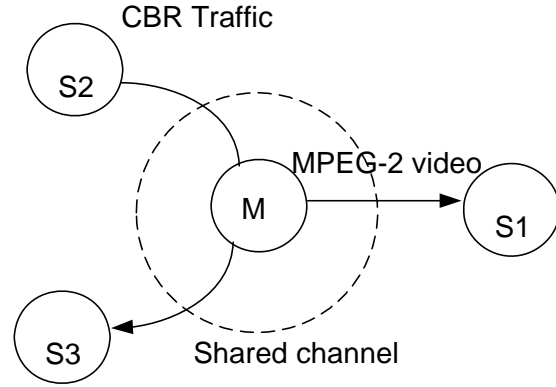 CBR Traffic
S2
MPEG-2 video
M
S1
S3
Shared channel